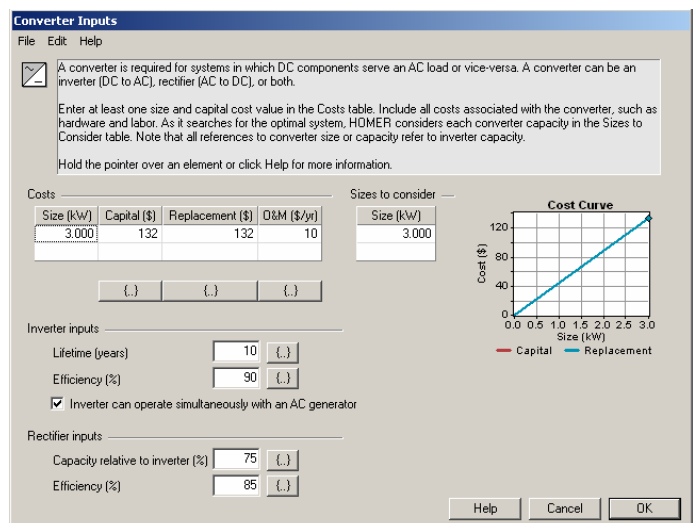 Converter Inputs
File Edit Help
A converter is required for systems in which DC components serve an AC load or vice-versa. A converter can be an
inverter (DC to AC), rectifier (AC to DC), or both.
Enter at least one size and capital cost value in the Costs table. Include all costs associated with the converter, such as
hardware and labor. As it searches for the optimal system, HOMER considers each converter capacity in the Sizes to
Consider table. Note that all references to converter size or capacity refer to inverter capacity.
Hold the pointer over an element or click Help for more information.
Costs
Size (kW) Capital ($) Replacement ($) O&M ($/yr)
3.000 132 132 10
{..} {..} {..}
Sizes to consider
Size (kW)
3.000
Cost Curve
Cost ($)
120
80
40
0
0.0 0.5 1.0 1.5 2.0 2.5 3.0
Size (kW)
Capital Replacement
Inverter inputs
Lifetime (years) 10 {..}
Efficiency (%) 90 {..}
Inverter can operate simultaneously with an AC generator
Rectifier inputs
Capacity relative to inverter (%) 75 {..}
Efficiency (%) 85 {..}
Help Cancel OK